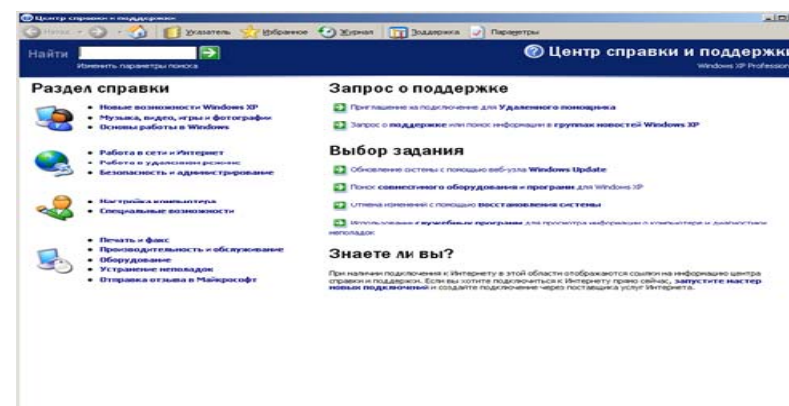 Центр справки и поддержки
Назад Указатель Избранное Журнал Поддержка Параметры
Найти
Изменить параметры поиска
Центр справки и поддержки
Windows XP Profession
Раздел справки
Новые возможности Windows XP
Музыка, видео, игры и фотографии
Основы работы в Windows
Работа в сети и Интернет
Работа в удаленном режиме
Безопасность и администрирование
Настройка компьютера
Специальные возможности
Печать и факс
Производительность и обслуживание
Оборудование
Устранение неполадок
Отправка отзыва в Майкрософт
Запрос о поддержке
Приглашение на подключение для Удаленного помощника
Запрос о поддержке или поиск информации в группах новостей Windows XP
Выбор задания
Обновление системы с помощью веб-узла Windows Update
Поиск совместимого оборудования и программ для Windows XP
Отмена изменений с помощью восстановления системы
Использование служебных программ для просмотра информации о компьютере и диагностики
неполадок
Знаете ли вы?
При наличии подключения к Интернету в этой области отображаются ссылки на информацию центра
справки и поддержки. Если вы хотите подключиться к Интернету прямо сейчас, запустите мастер
новых подключений и создайте подключение через поставщика услуг Интернета.